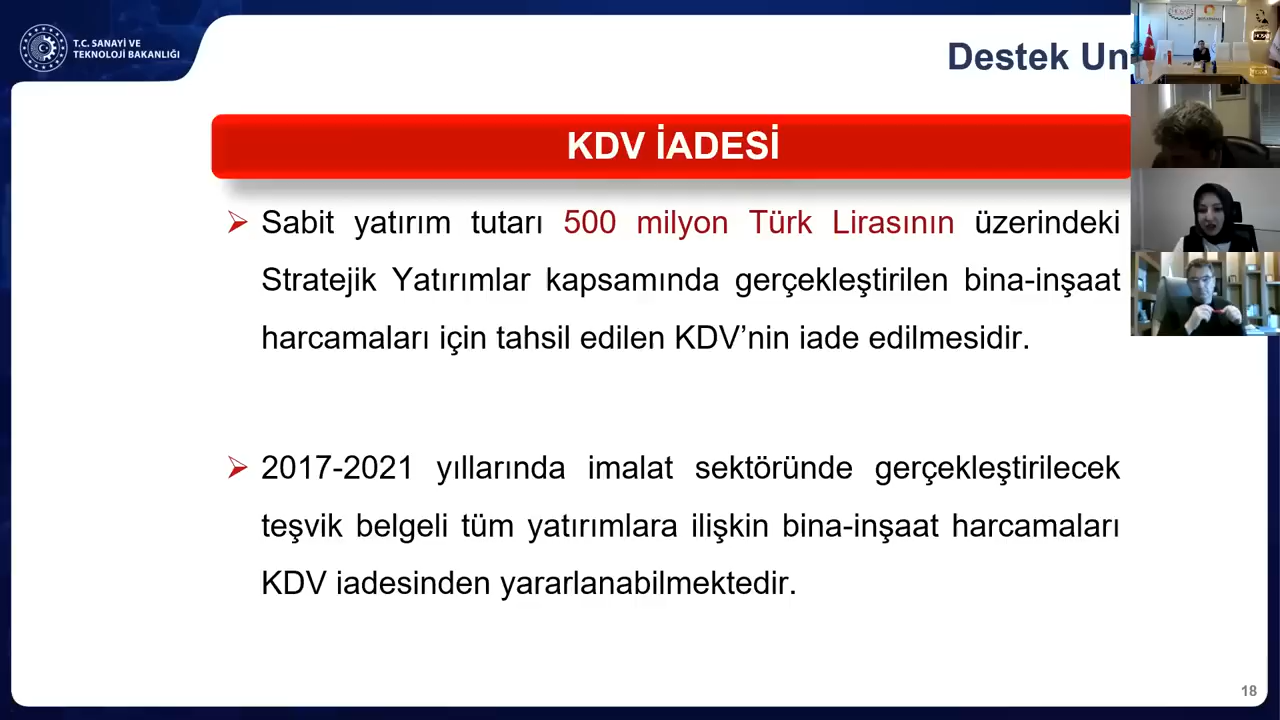 T.C. SANAYİ VE
TEKNOLOJİ BAKANLIĞI
Destek Un
KDV İADESİ
Sabit yatırım tutarı 500 milyon Türk Lirasının üzerindeki
Stratejik Yatırımlar kapsamında gerçekleştirilen bina-inşaat
harcamaları için tahsil edilen KDV’nin iade edilmesidir.
2017-2021 yıllarında imalat sektöründe gerçekleştirilecek
teşvik belgeli tüm yatırımlara ilişkin bina-inşaat harcamaları
KDV iadesinden yararlanabilmektedir.
18